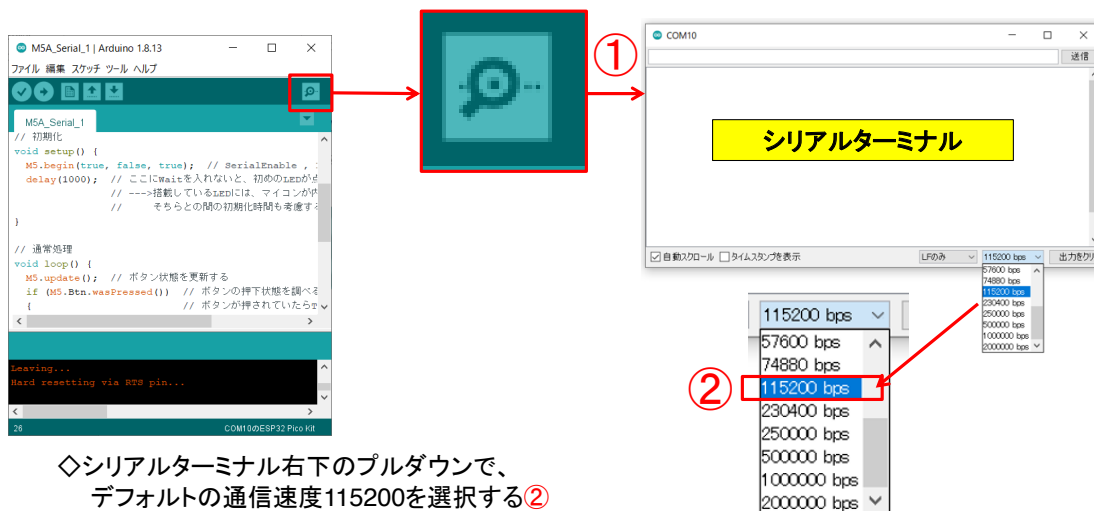 M5A_Serial_1 | Arduino 1.8.13
ファイル 編集 スケッチ ツール ヘルプ
M5A_Serial_1
// 初期化
void setup() {
M5.begin(true, false, true);  // SerialEnable ,
delay(1000);  // ここにWaitを入れないと、初めのLEDが点
// --->搭載しているLEDには、マイコンが内
//     そちらとの間の初期化時間も考慮する
}
// 通常処理
void loop() {
M5.update();  // ボタン状態を更新する
if (M5.Btn.wasPressed())  // ボタンの押下状態を調べる
{                   // ボタンが押されていたら
Leaving...
Hard resetting via RTS pin...
26
COM10のESP32 Pico Kit
①
COM10
送信
シリアルターミナル
自動スクロール
タイムスタンプを表示
LFのみ
115200 bps
出力をクリ
57600 bps
74880 bps
115200 bps
230400 bps
250000 bps
500000 bps
1000000 bps
2000000 bps
115200 bps
57600 bps
74880 bps
②
115200 bps
230400 bps
250000 bps
500000 bps
1000000 bps
2000000 bps
◇シリアルターミナル右下のプルダウンで、
デフォルトの通信速度115200を選択する②